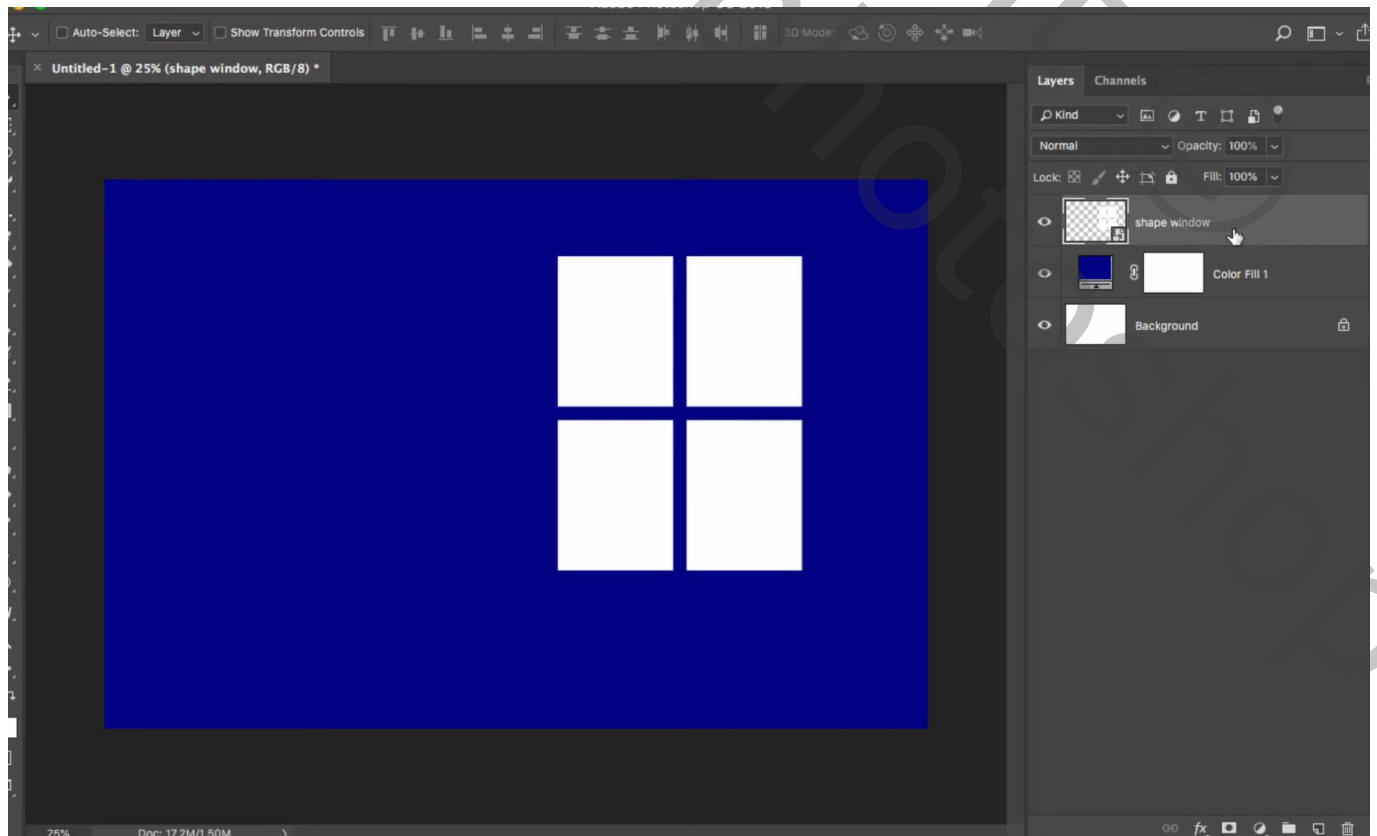 Auto-Select: Layer Show Transform Controls 3D Mode:
× Untitled-1 @ 25% (shape window, RGB/8) *
Layers Channels
Kind
Normal Opacity: 100%
Lock: Fill: 100%
shape window
Color Fill 1
Background
25% Doc: 17.2M/1.50M
fx